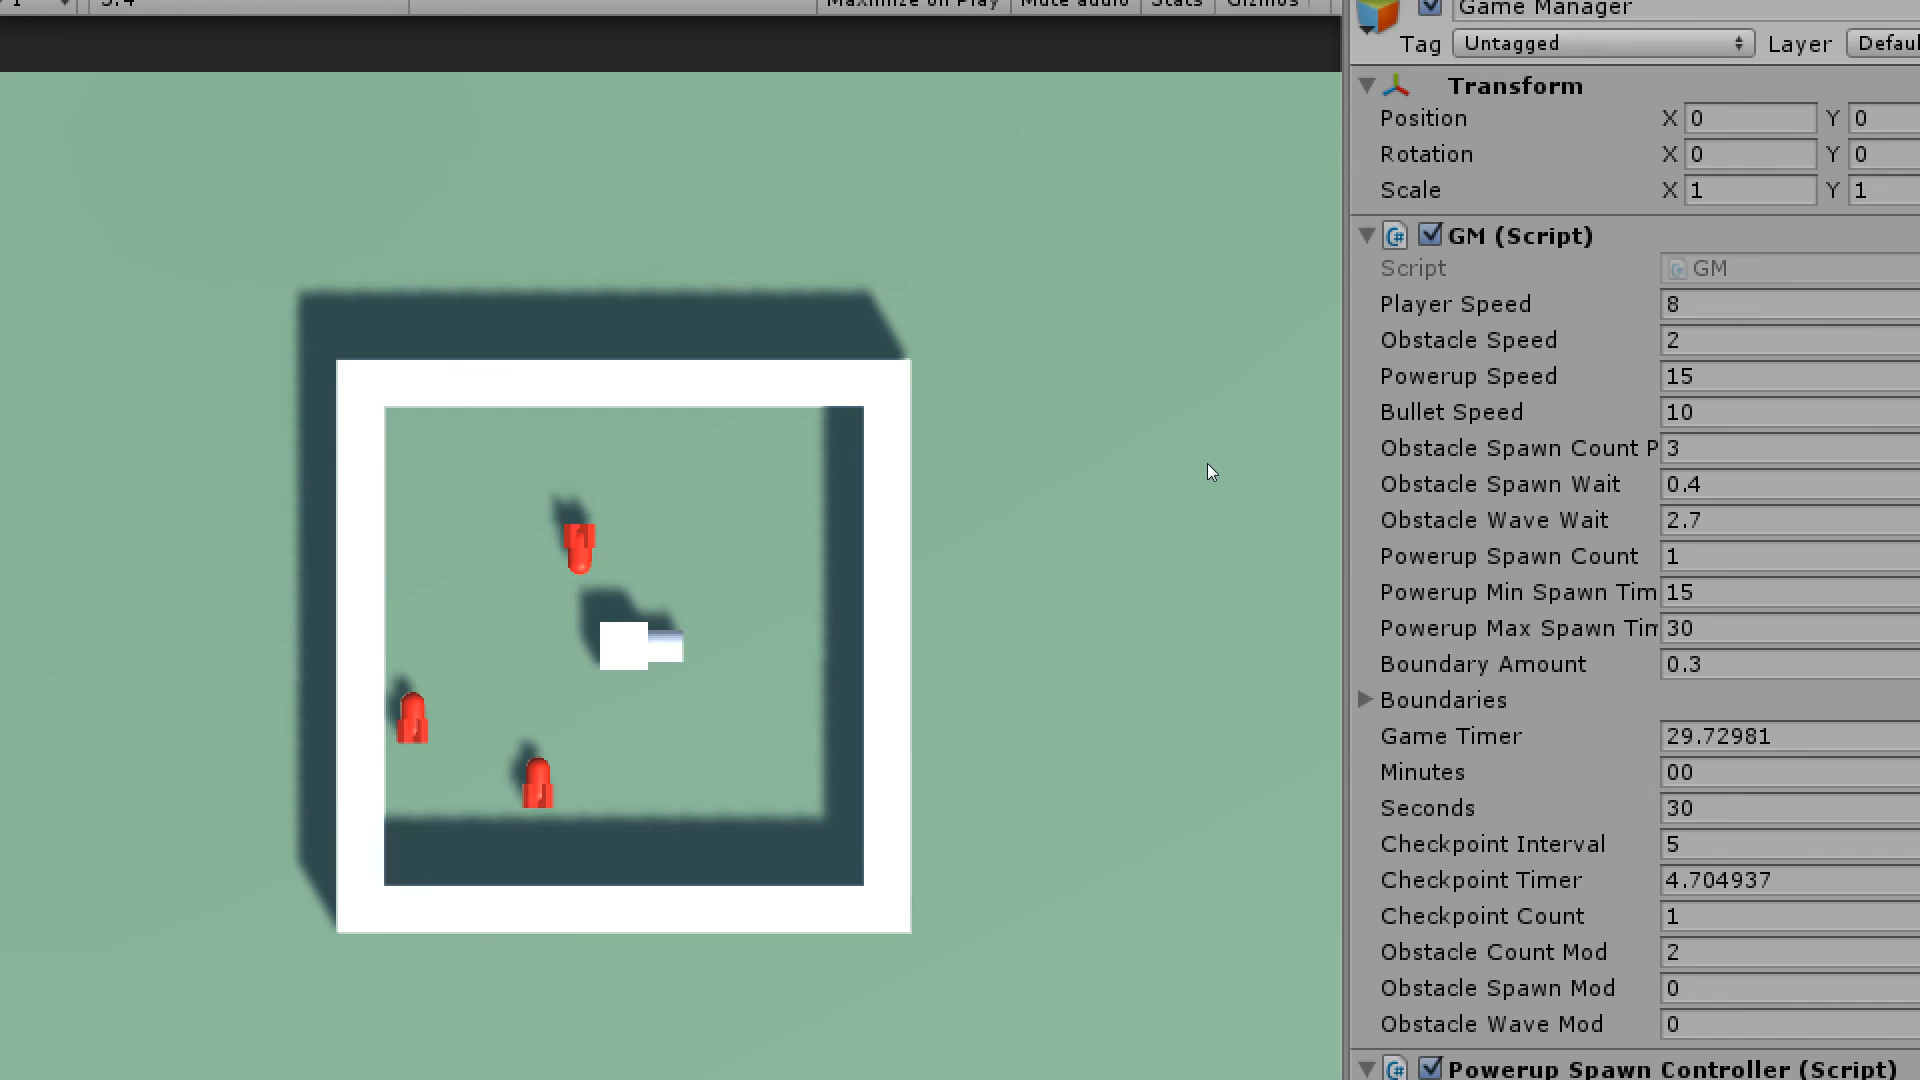 1 3.4 Maximize on Play Mute audio Stats Gizmos
Game Manager
Tag Untagged Layer Defaul
Transform
Position X 0 Y 0
Rotation X 0 Y 0
Scale X 1 Y 1
GM (Script)
Script GM
Player Speed 8
Obstacle Speed 2
Powerup Speed 15
Bullet Speed 10
Obstacle Spawn Count P 3
Obstacle Spawn Wait 0.4
Obstacle Wave Wait 2.7
Powerup Spawn Count 1
Powerup Min Spawn Tim 15
Powerup Max Spawn Tim 30
Boundary Amount 0.3
Boundaries
Game Timer 29.72981
Minutes 00
Seconds 30
Checkpoint Interval 5
Checkpoint Timer 4.704937
Checkpoint Count 1
Obstacle Count Mod 2
Obstacle Spawn Mod 0
Obstacle Wave Mod 0
Powerup Spawn Controller (Script)